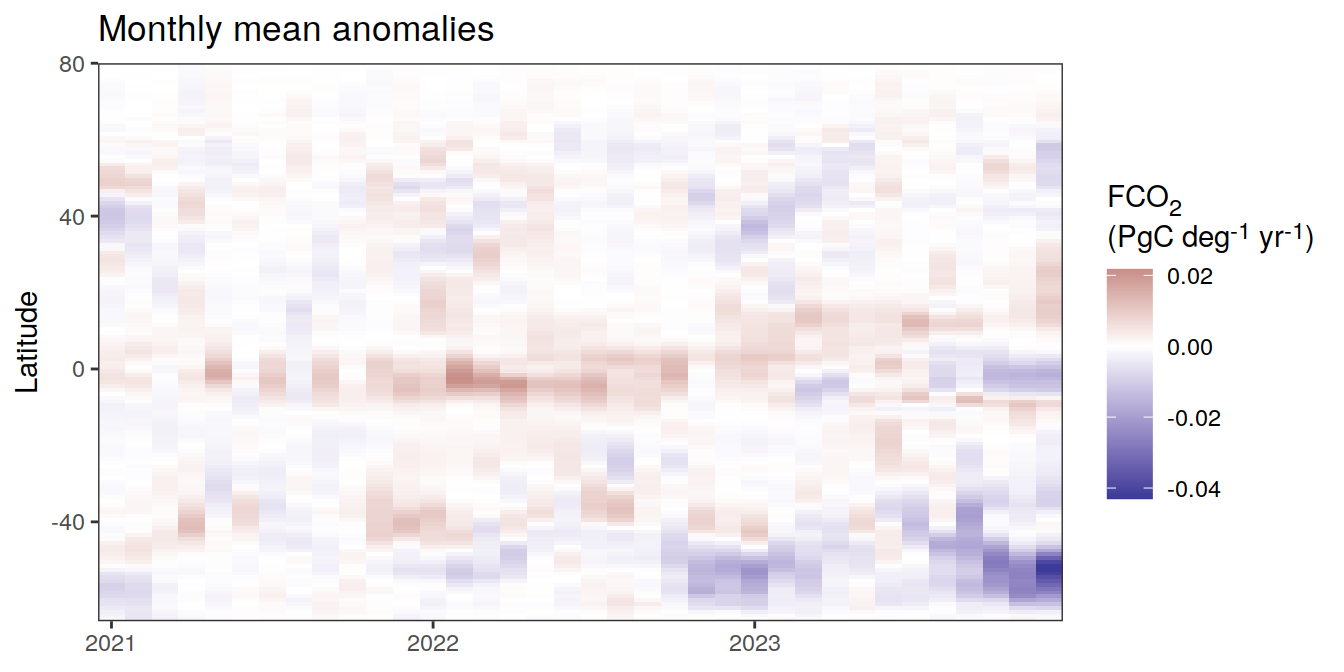 Monthly mean anomalies
80
40
0
-40
Latitude
2021
2022
2023
FCO₂
(PgC deg⁻¹ yr⁻¹)
0.02
0.00
-0.02
-0.04